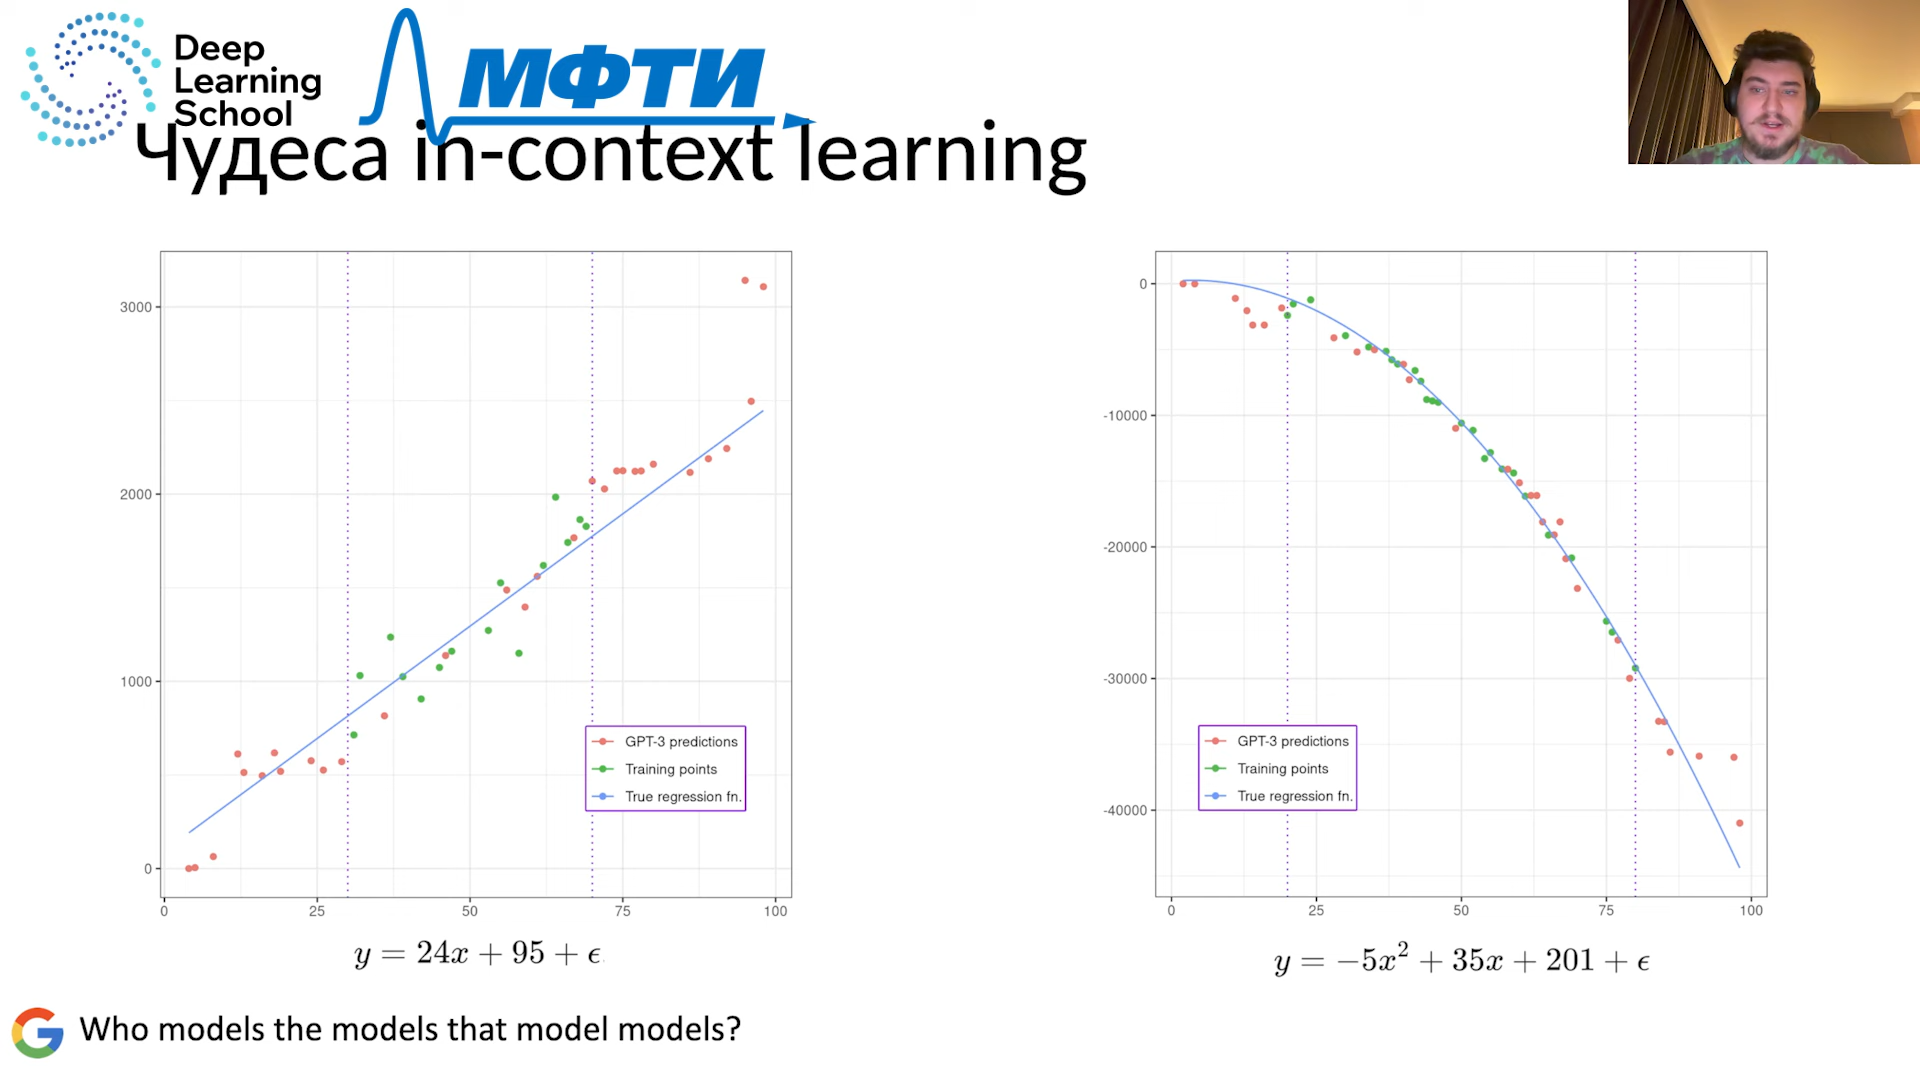 Deep
Learning
School
МФТИ
Чудеса in-context learning
3000
2000
1000
0
0 25 50 75 100
GPT-3 predictions
Training points
True regression fn.
y = 24x + 95 + ϵ
0
-10000
-20000
-30000
-40000
0 25 50 75 100
GPT-3 predictions
Training points
True regression fn.
y = −5x² + 35x + 201 + ϵ
Who models the models that model models?